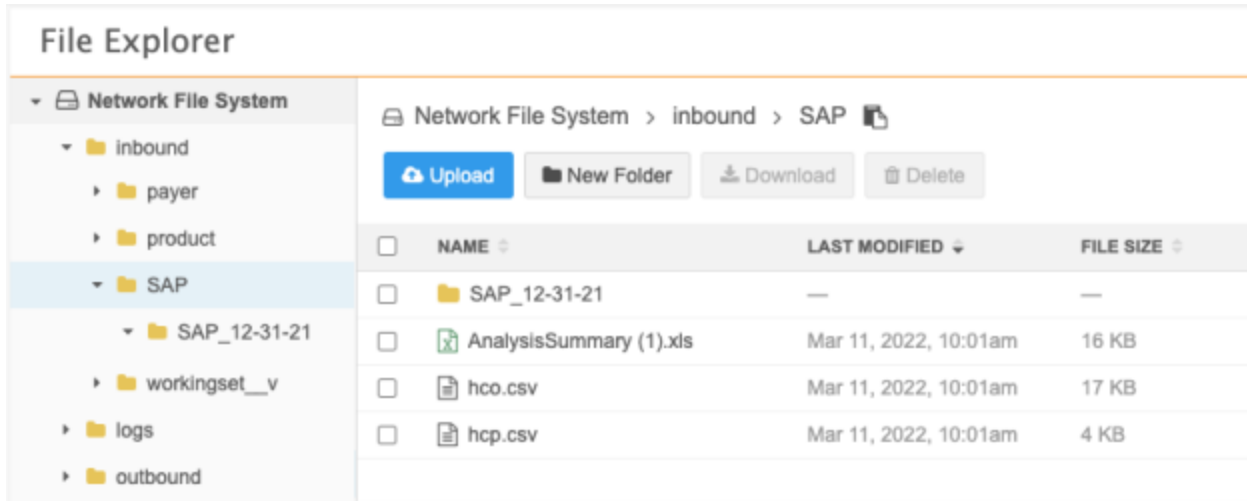 File Explorer
Network File System
inbound
payer
product
SAP
SAP_12-31-21
workingset__v
logs
outbound
Network File System > inbound > SAP
Upload New Folder Download Delete
NAME LAST MODIFIED FILE SIZE
SAP_12-31-21 — —
AnalysisSummary (1).xls Mar 11, 2022, 10:01am 16 KB
hco.csv Mar 11, 2022, 10:01am 17 KB
hcp.csv Mar 11, 2022, 10:01am 4 KB